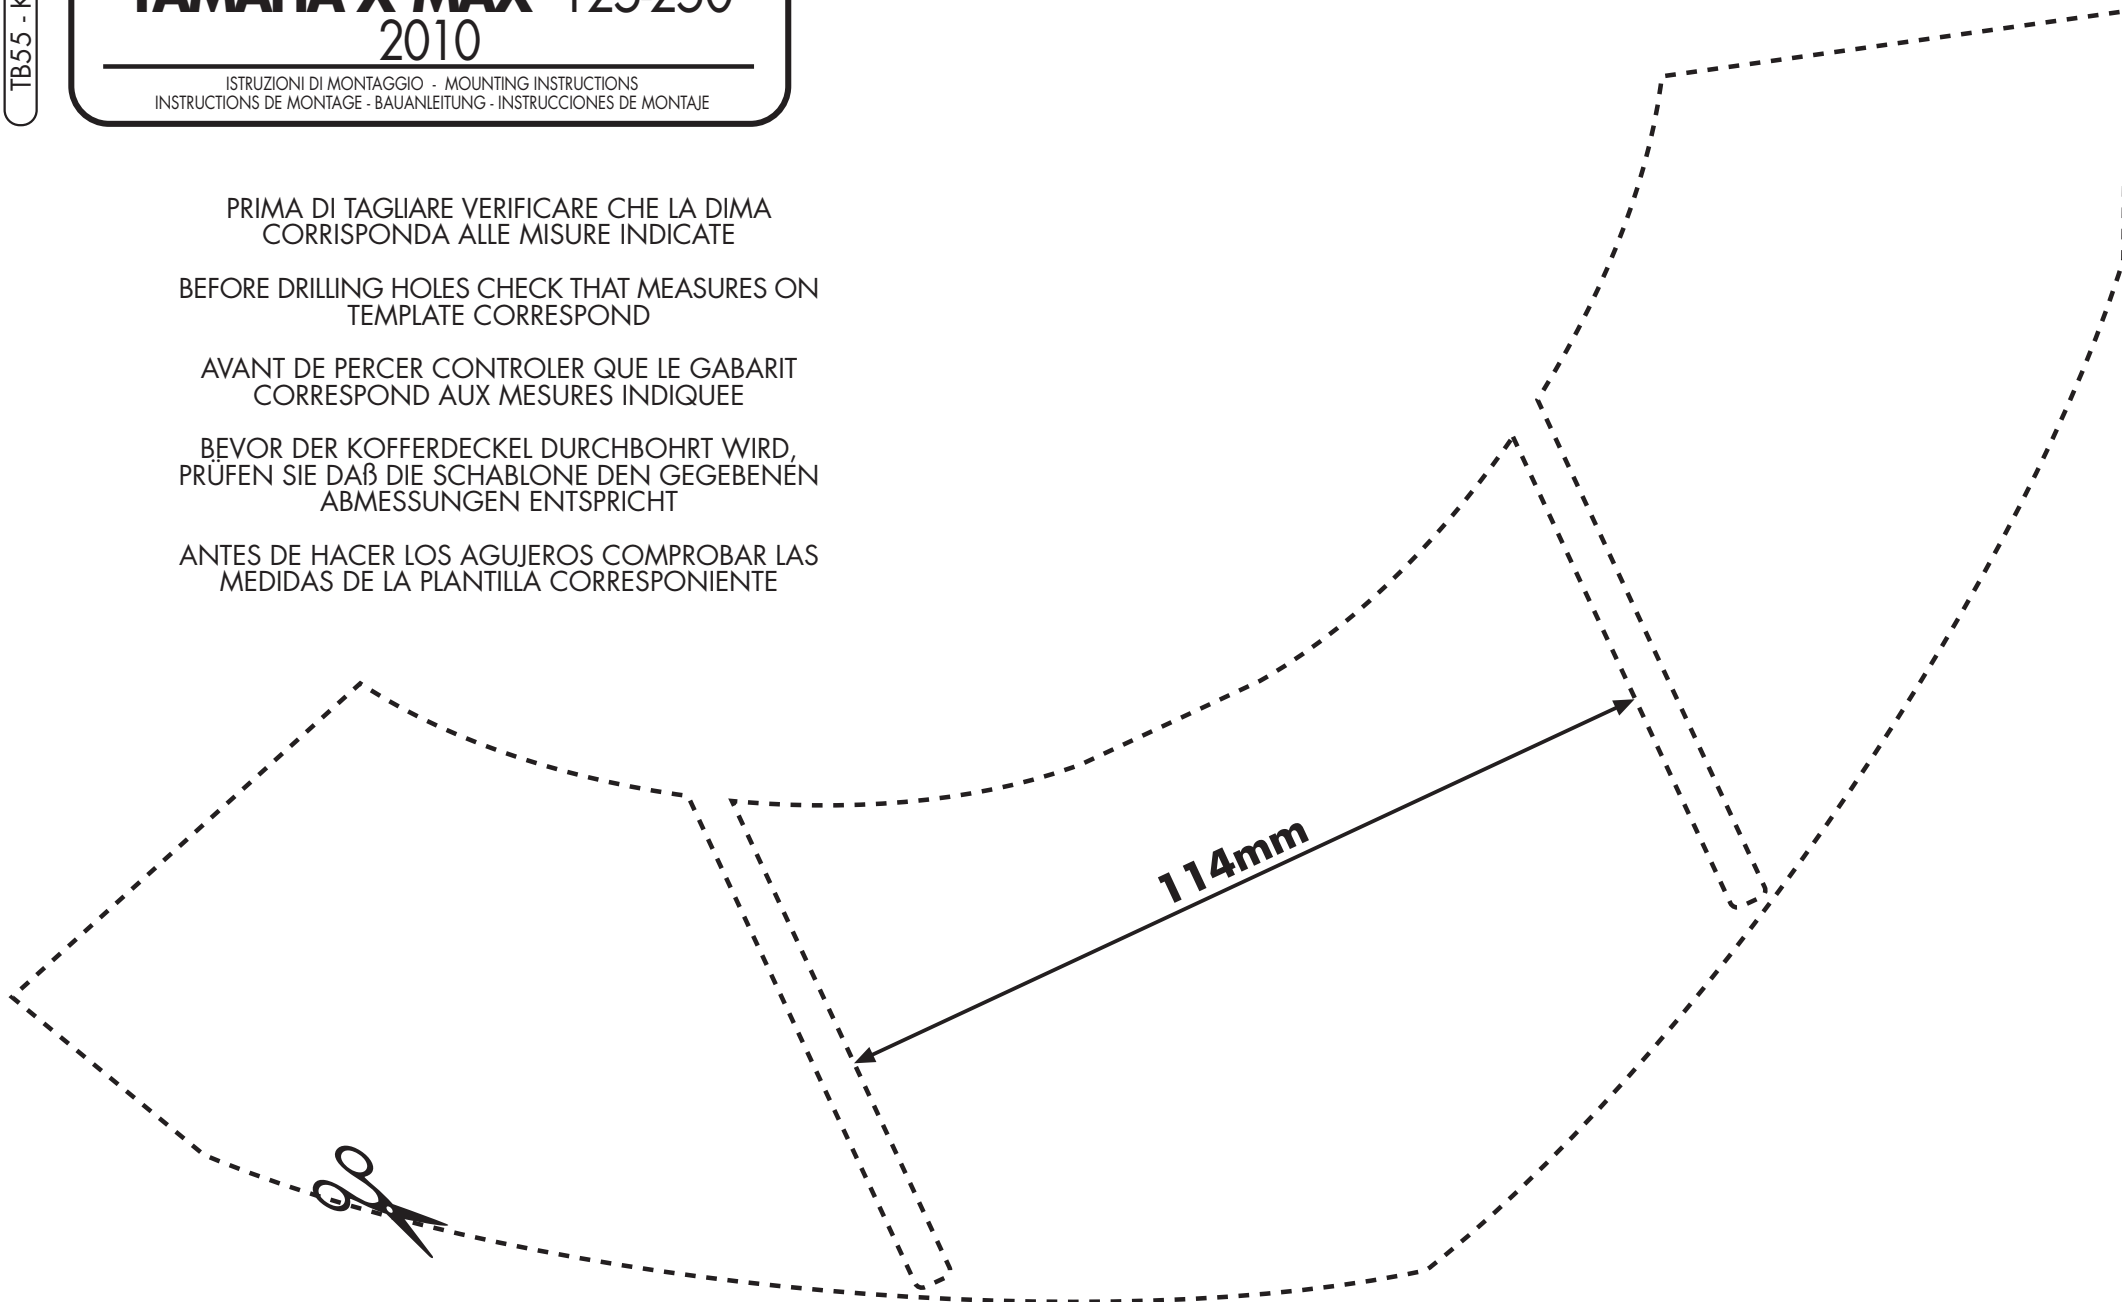 TB55 - K
YAMAHA X-MAX 125-250
2010
ISTRUZIONI DI MONTAGGIO - MOUNTING INSTRUCTIONS
INSTRUCTIONS DE MONTAGE - BAUANLEITUNG - INSTRUCCIONES DE MONTAJE
PRIMA DI TAGLIARE VERIFICARE CHE LA DIMA
CORRISPONDA ALLE MISURE INDICATE
BEFORE DRILLING HOLES CHECK THAT MEASURES ON
TEMPLATE CORRESPOND
AVANT DE PERCER CONTROLER QUE LE GABARIT
CORRESPOND AUX MESURES INDIQUEE
BEVOR DER KOFFERDECKEL DURCHBOHRT WIRD,
PRÜFEN SIE DAß DIE SCHABLONE DEN GEGEBENEN
ABMESSUNGEN ENTSPRICHT
ANTES DE HACER LOS AGUJEROS COMPROBAR LAS
MEDIDAS DE LA PLANTILLA CORRESPONIENTE
114mm